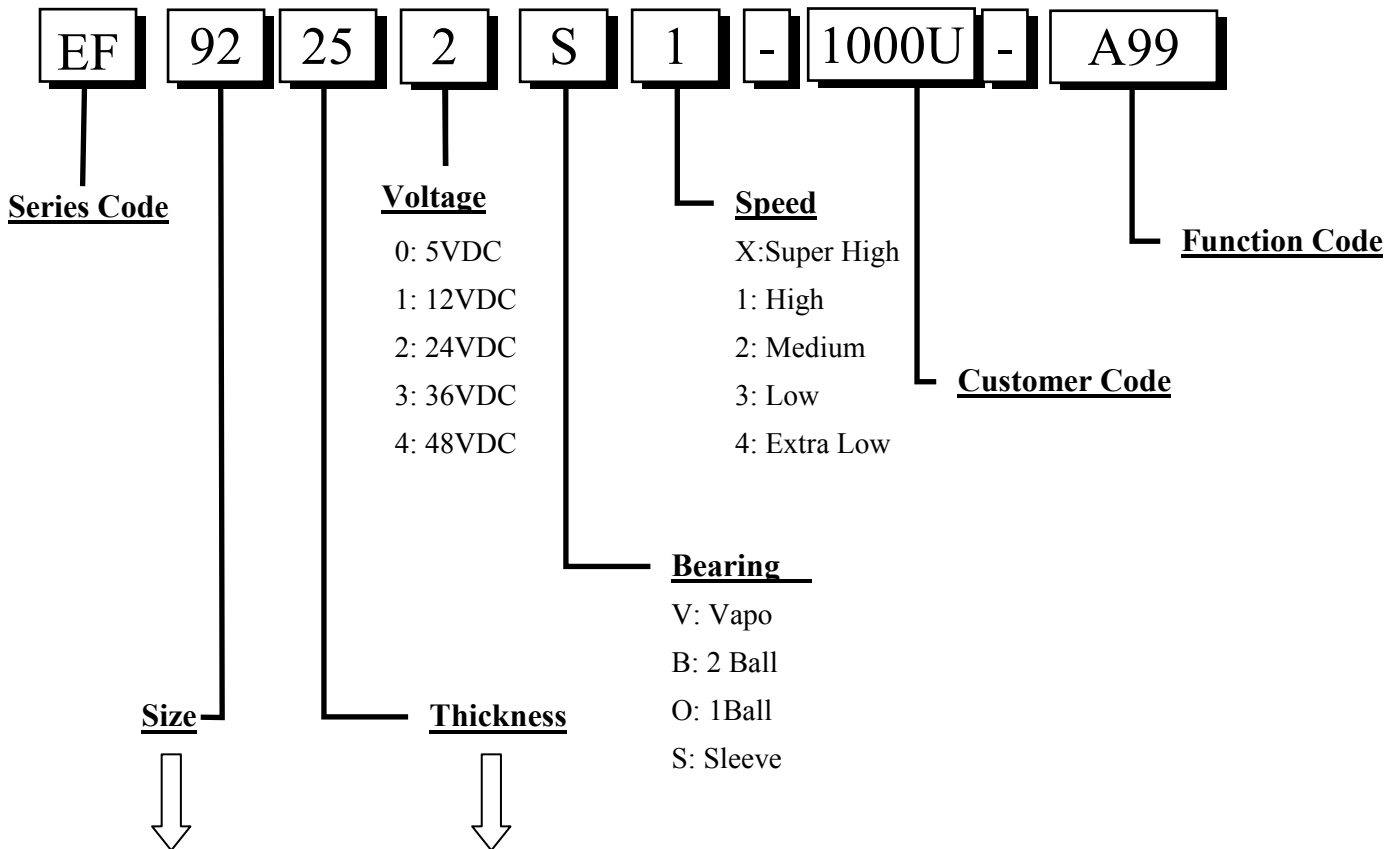 EF 92 25 2 S 1 - 1000U - A99
Series Code
Voltage
0: 5VDC
1: 12VDC
2: 24VDC
3: 36VDC
4: 48VDC
Speed
X:Super High
1: High
2: Medium
3: Low
4: Extra Low
Function Code
Customer Code
Bearing
V: Vapo
B: 2 Ball
O: 1Ball
S: Sleeve
Size
Thickness